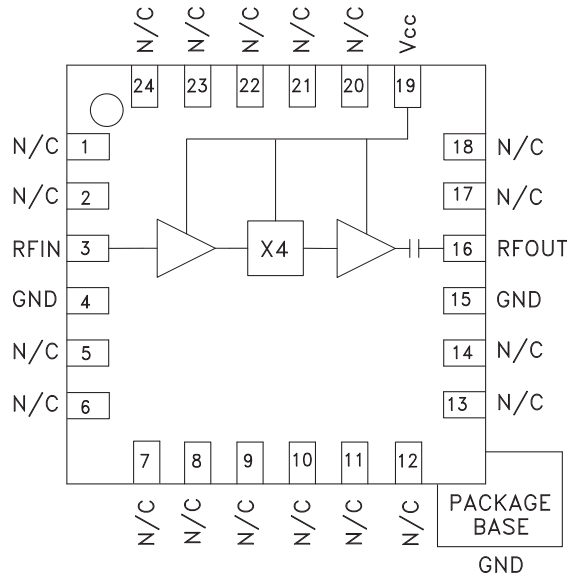 N/C N/C N/C N/C N/C Vcc
24 23 22 21 20 19
N/C 1 18 N/C
N/C 2 17 N/C
RFIN 3 X4 16 RFOUT
GND 4 15 GND
N/C 5 14 N/C
N/C 6 13 N/C
7 8 9 10 11 12
N/C N/C N/C N/C N/C N/C
PACKAGE
BASE
GND